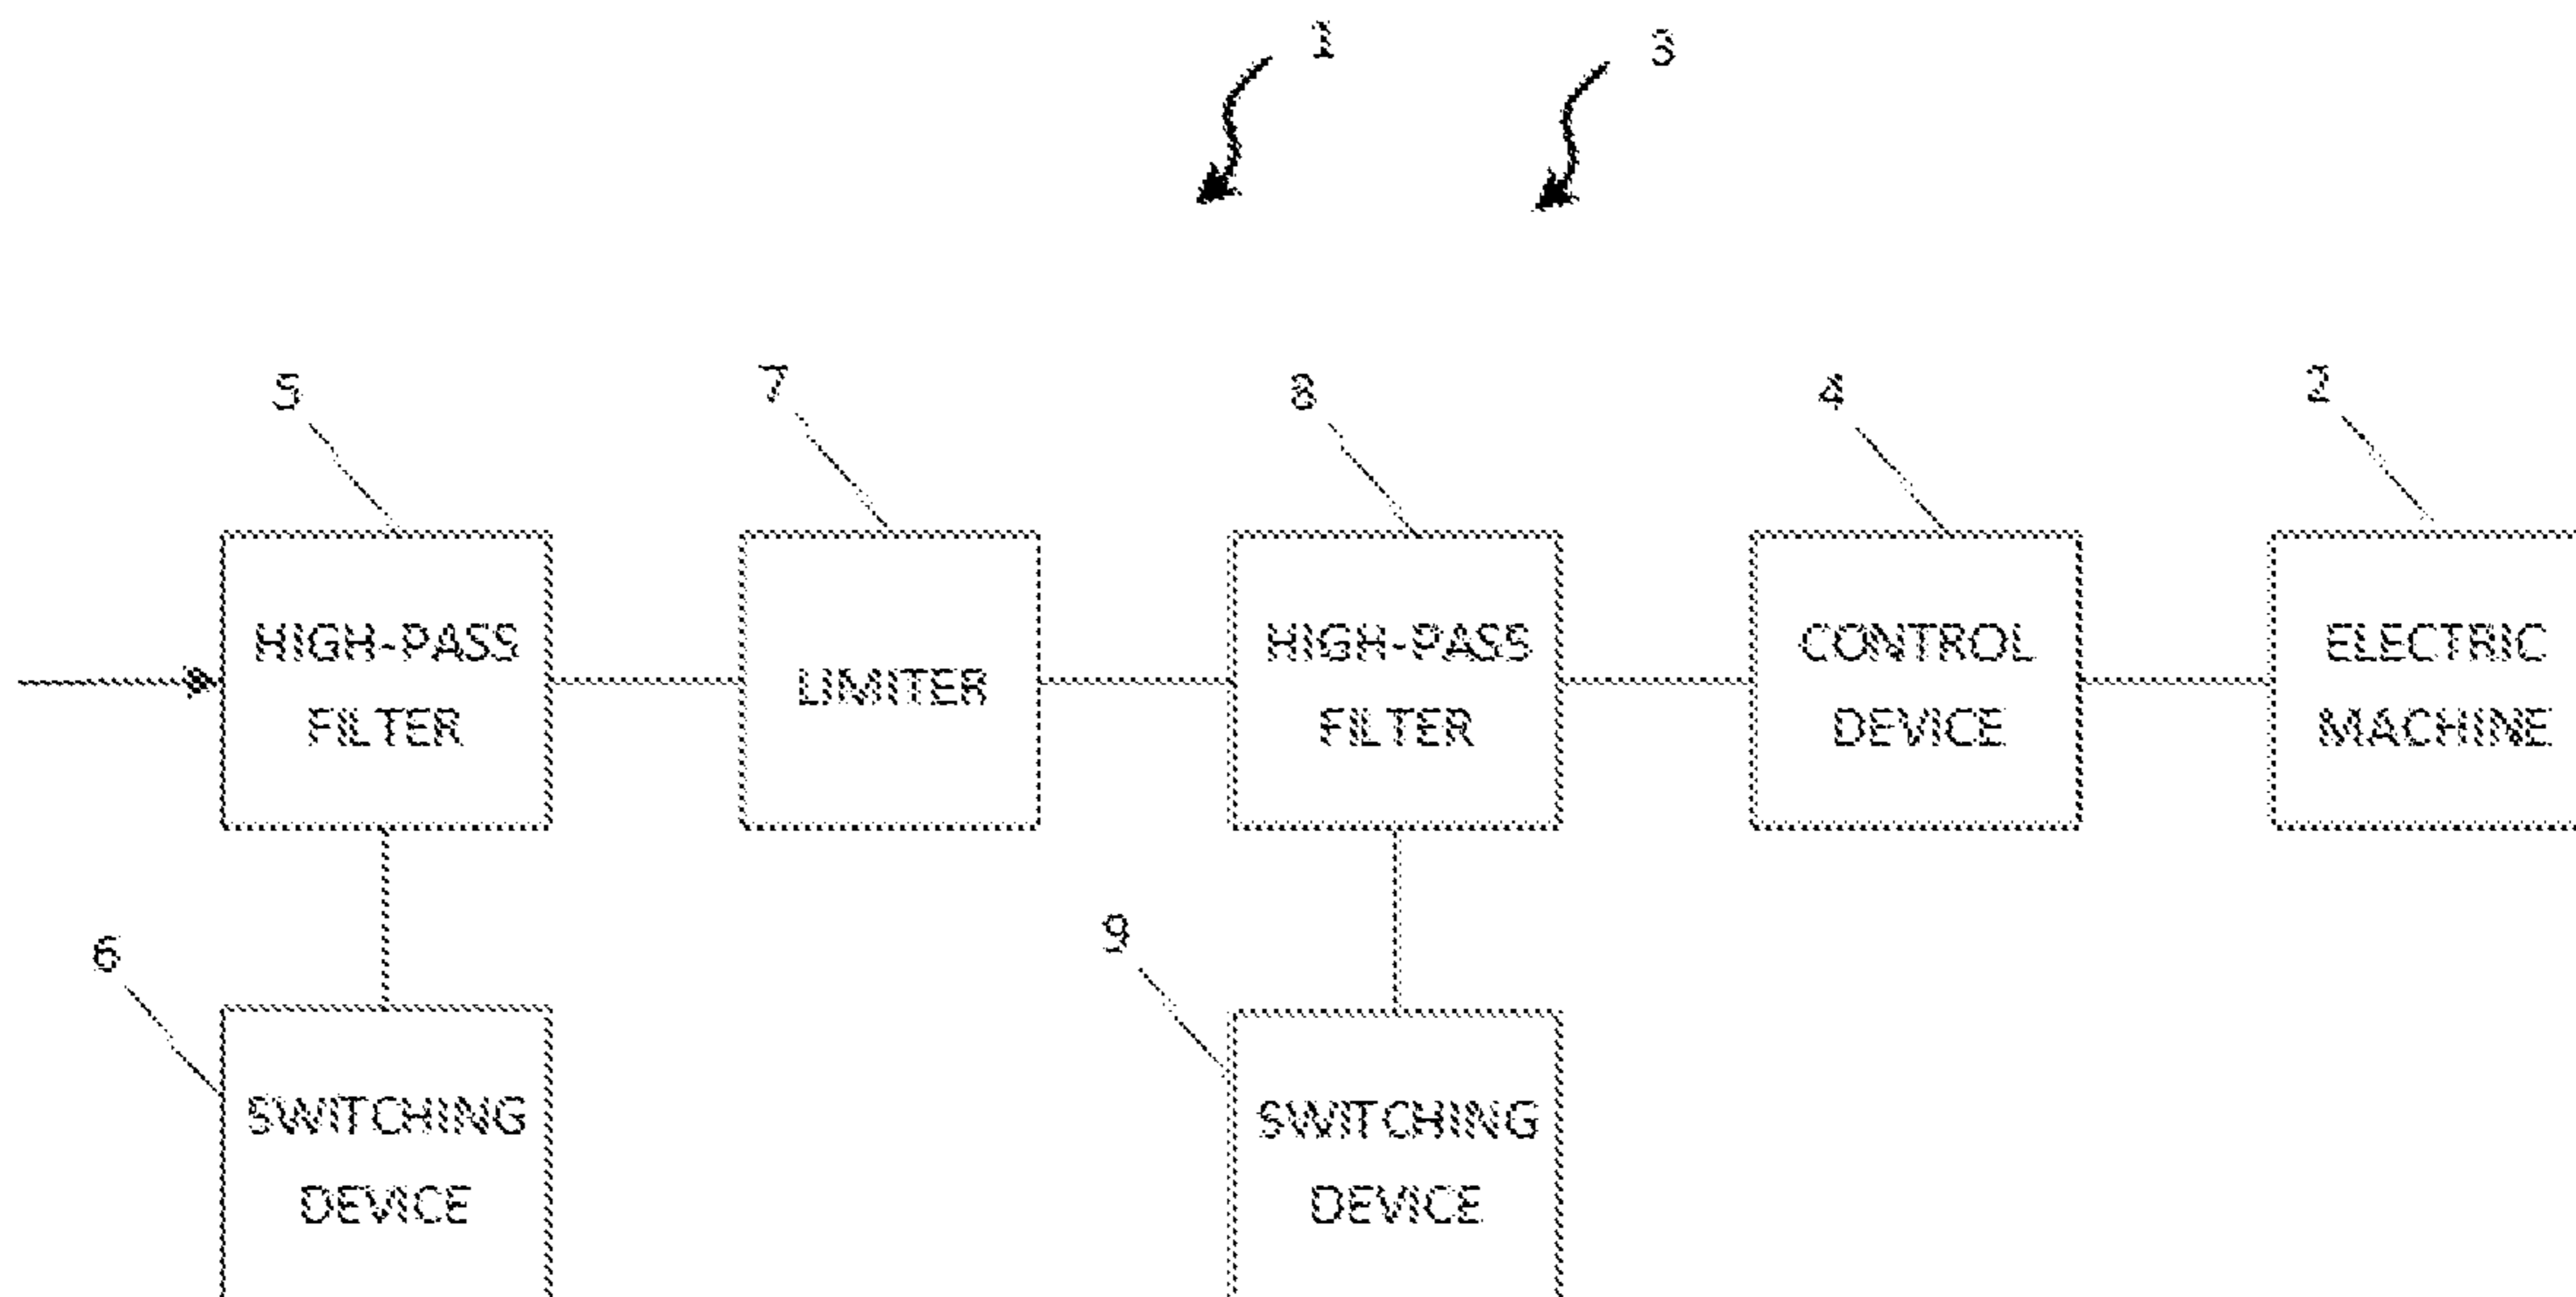 1
3
5
7
8
4
2
HIGH-PASS
FILTER
LIMITER
HIGH-PASS
FILTER
CONTROL
DEVICE
ELECTRIC
MACHINE
6
9
SWITCHING
DEVICE
SWITCHING
DEVICE